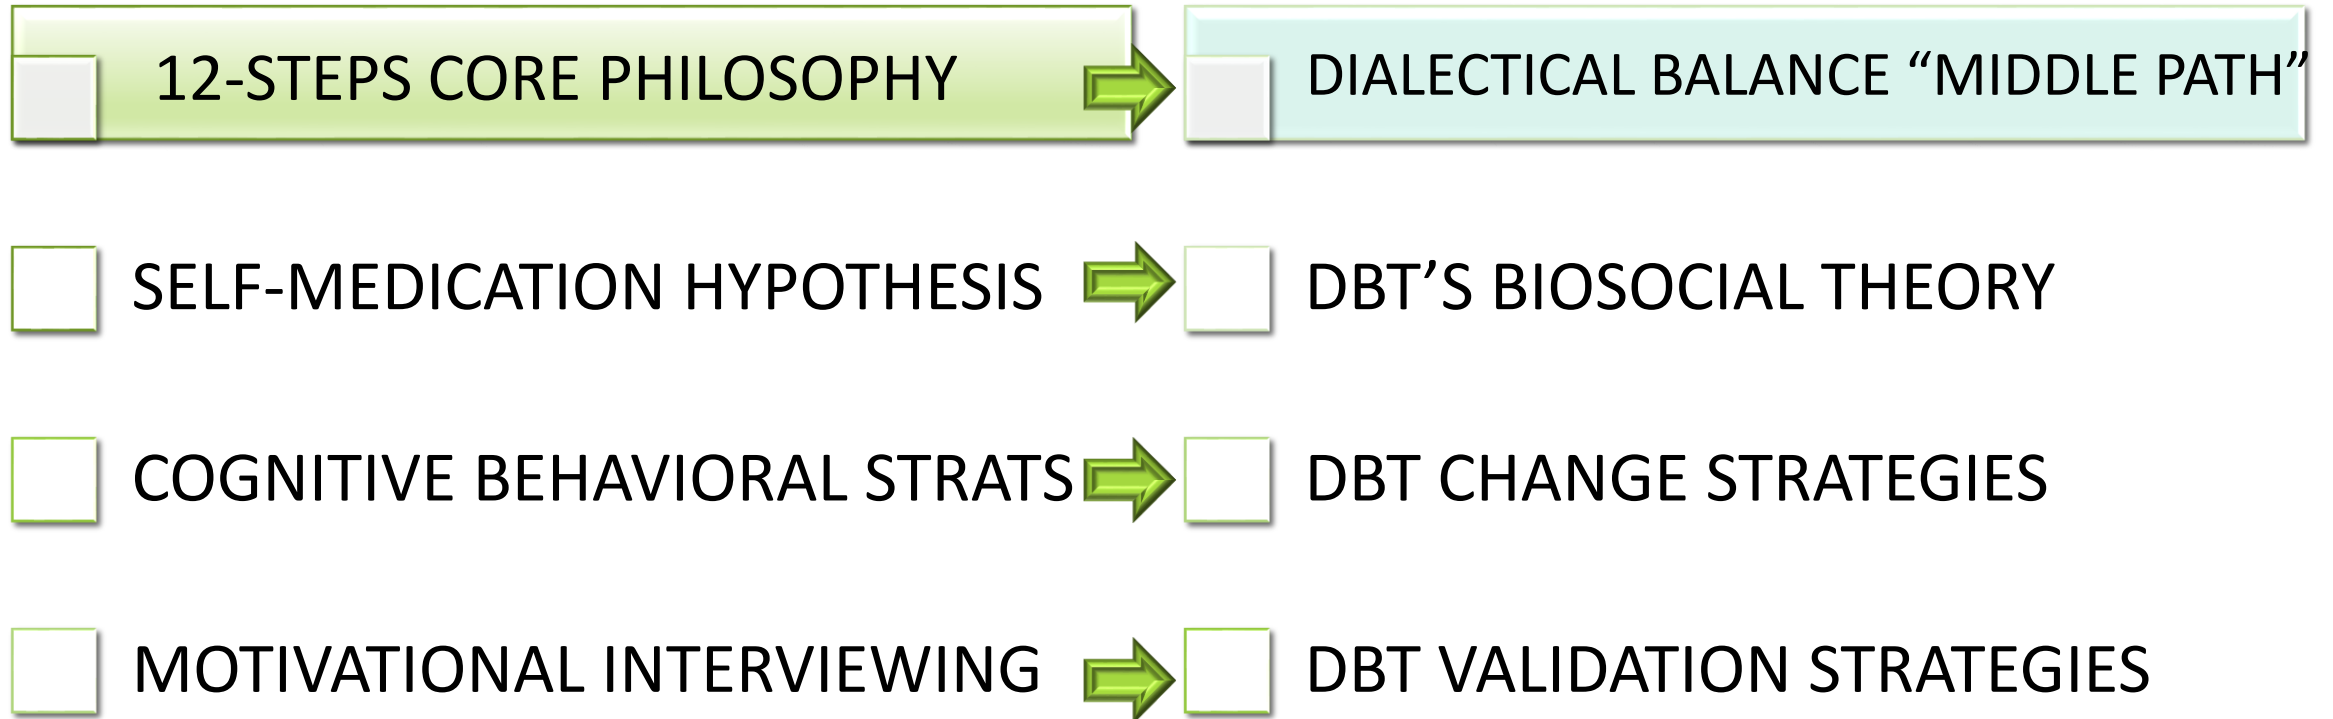 12-STEPS CORE PHILOSOPHY
DIALECTICAL BALANCE “MIDDLE PATH”
SELF-MEDICATION HYPOTHESIS
DBT’S BIOSOCIAL THEORY
COGNITIVE BEHAVIORAL STRATS
DBT CHANGE STRATEGIES
MOTIVATIONAL INTERVIEWING
DBT VALIDATION STRATEGIES